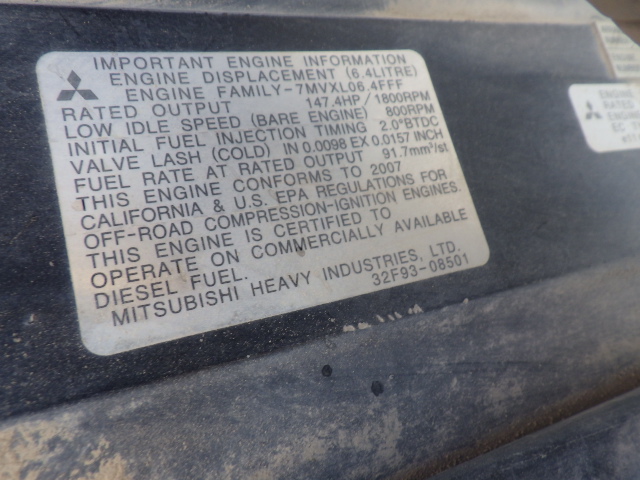 IMPORTANT ENGINE INFORMATION
ENGINE DISPLACEMENT (6.4LITRE)
ENGINE FAMILY-7MVXL06.4FFF
RATED OUTPUT 147.4HP/1800RPM
LOW IDLE SPEED (BARE ENGINE) 800RPM
INITIAL FUEL INJECTION TIMING 2.0°BTDC
VALVE LASH (COLD) IN 0.0098 EX 0.0157 INCH
FUEL RATE AT RATED OUTPUT 91.7mm³/st
THIS ENGINE CONFORMS TO 2007
CALIFORNIA & U.S. EPA REGULATIONS FOR
OFF-ROAD COMPRESSION-IGNITION ENGINES.
THIS ENGINE IS CERTIFIED TO
OPERATE ON COMMERCIALLY AVAILABLE
DIESEL FUEL.
MITSUBISHI HEAVY INDUSTRIES, LTD.
32F93-08501
ENGINE
RATED
ENGINE
EC